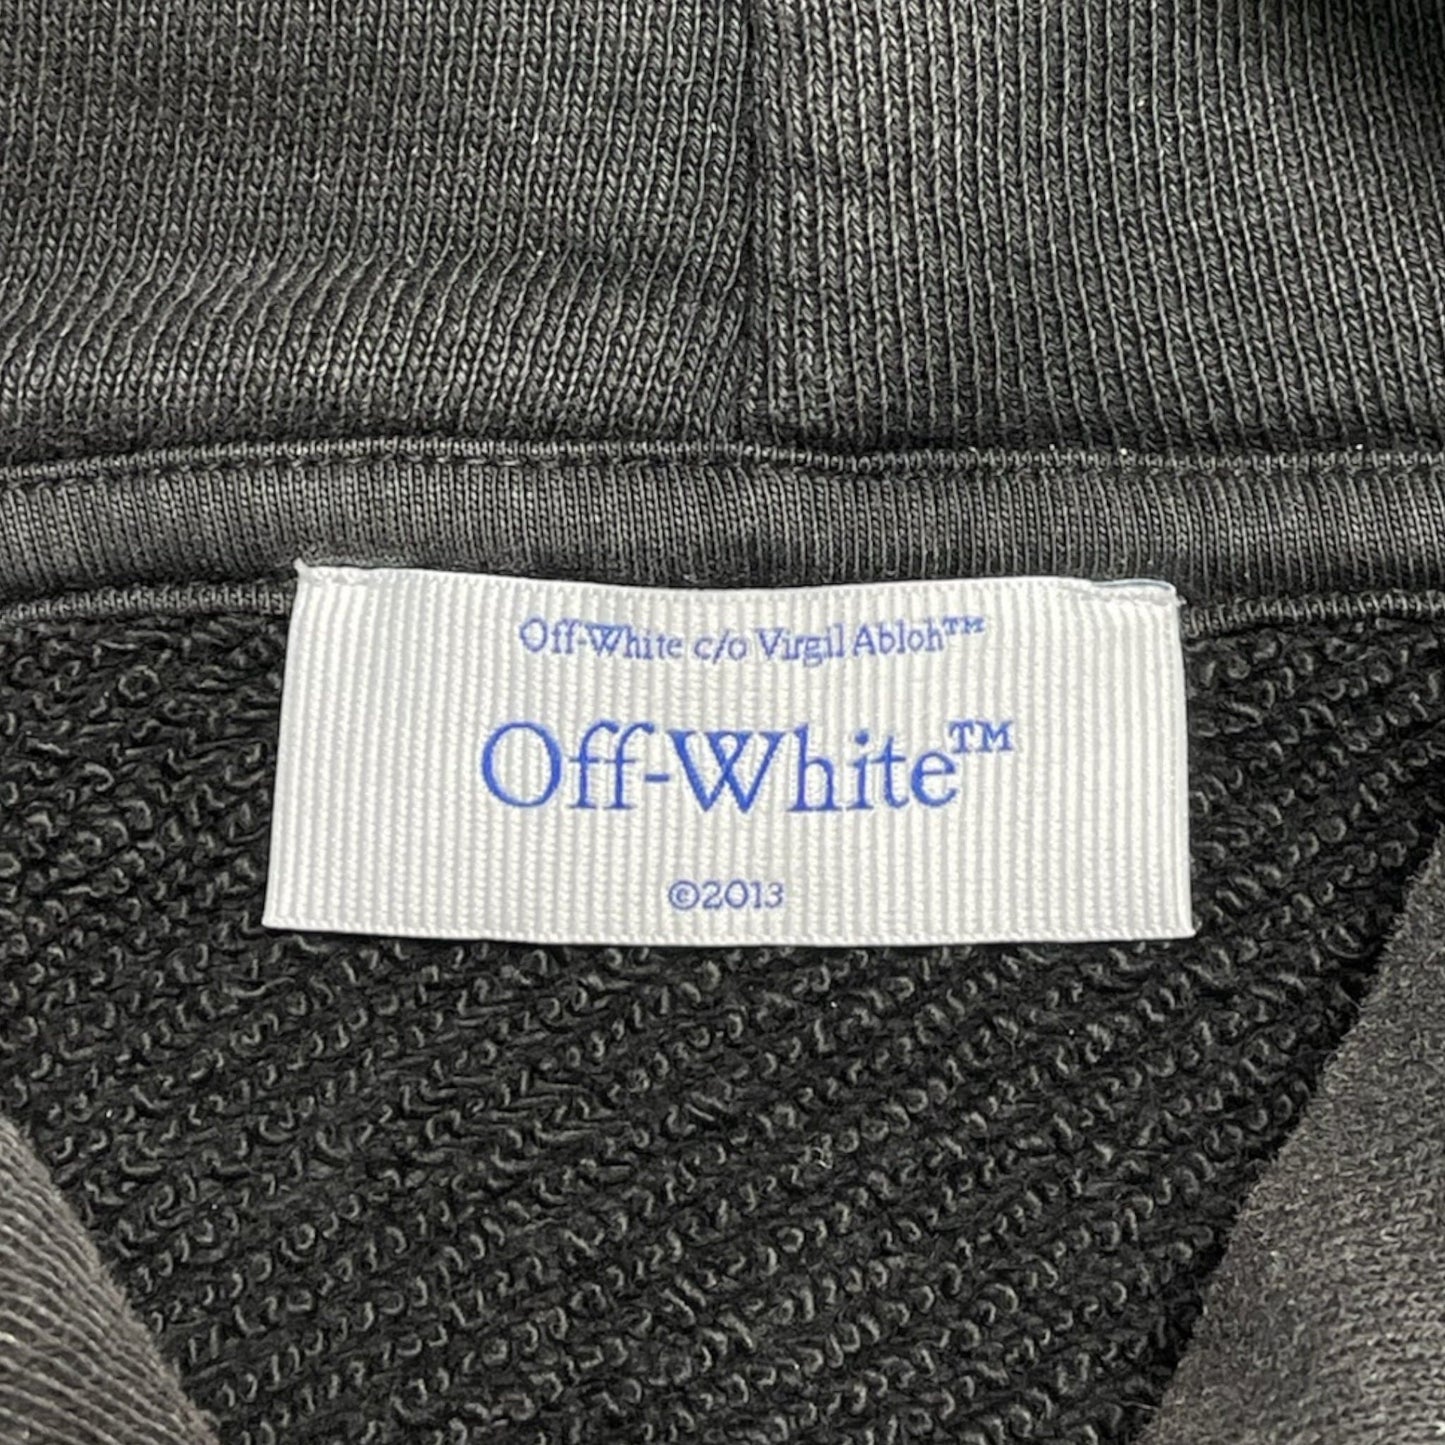 Off-White c/o Virgil Abloh™
Off-White™
©2013